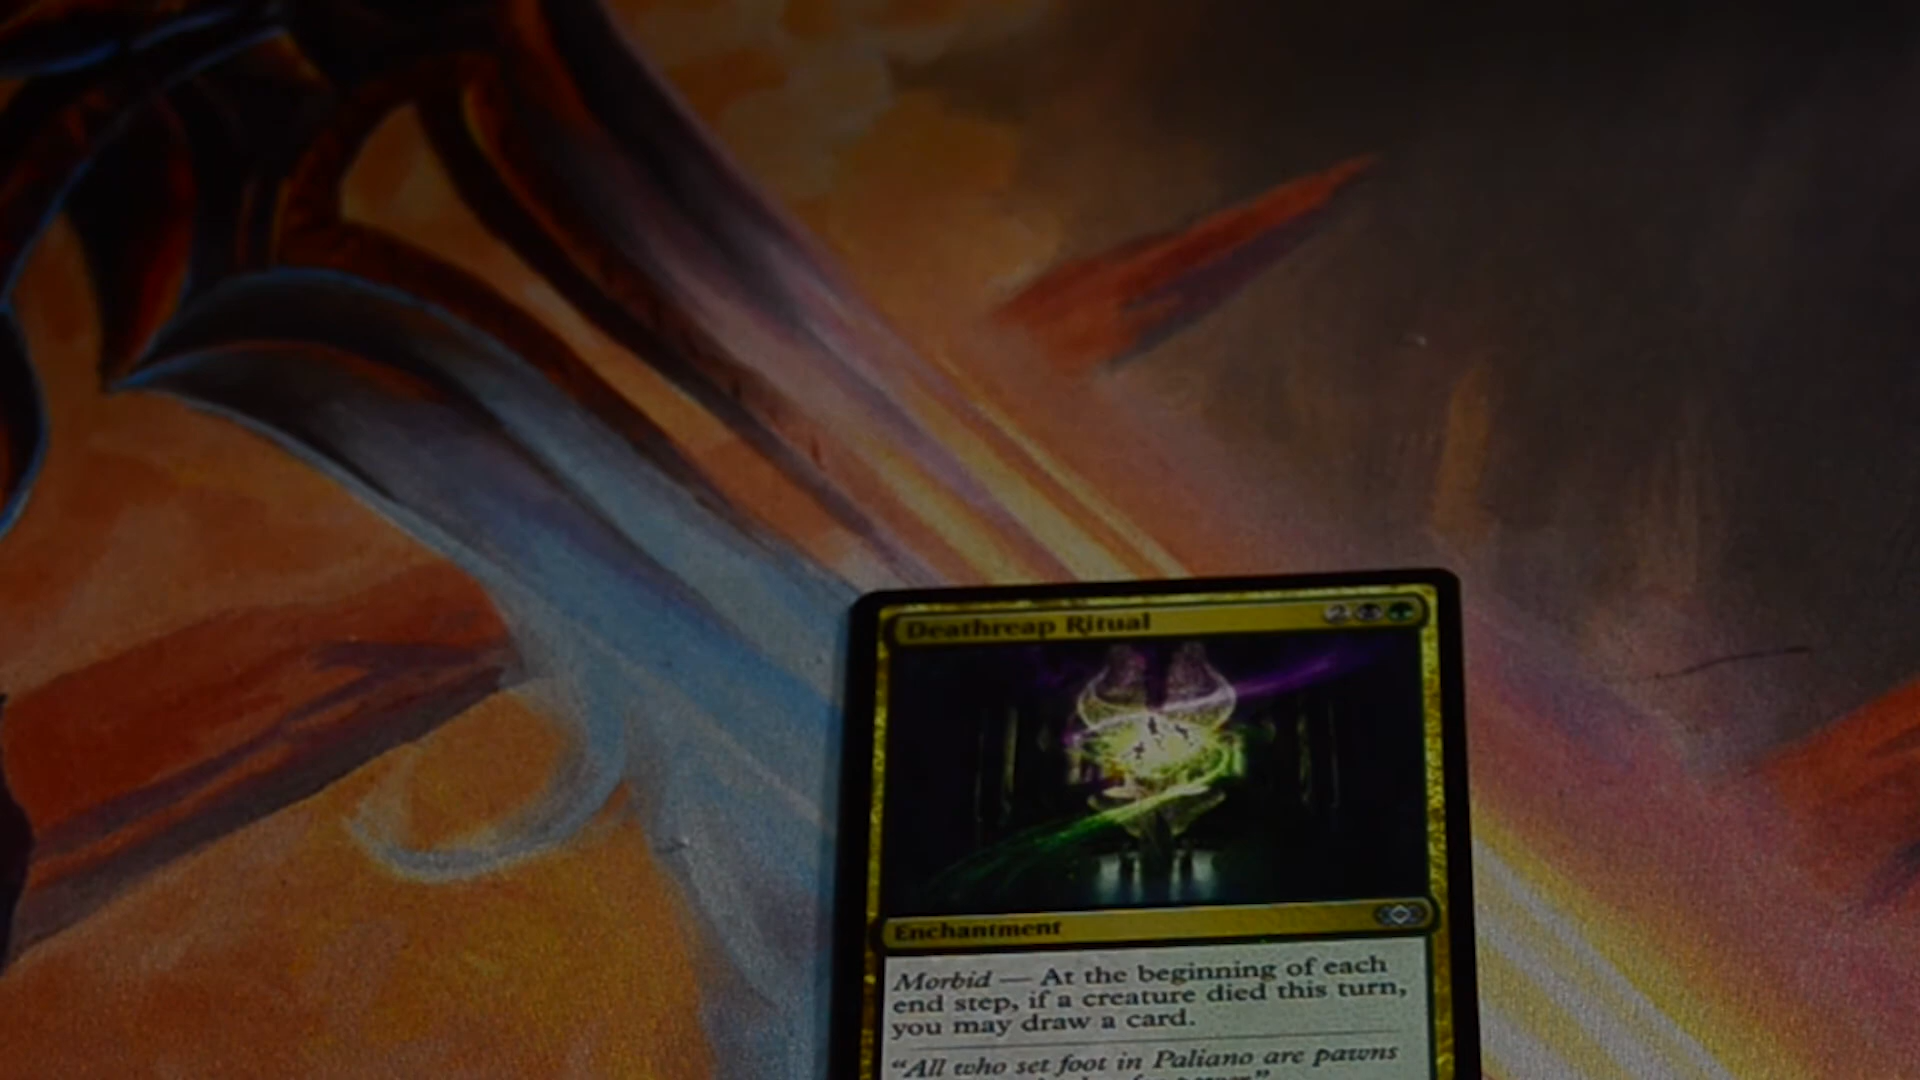 Deathreap Ritual 2
Enchantment
Morbid — At the beginning of each
end step, if a creature died this turn,
you may draw a card.
“All who set foot in Paliano are pawns